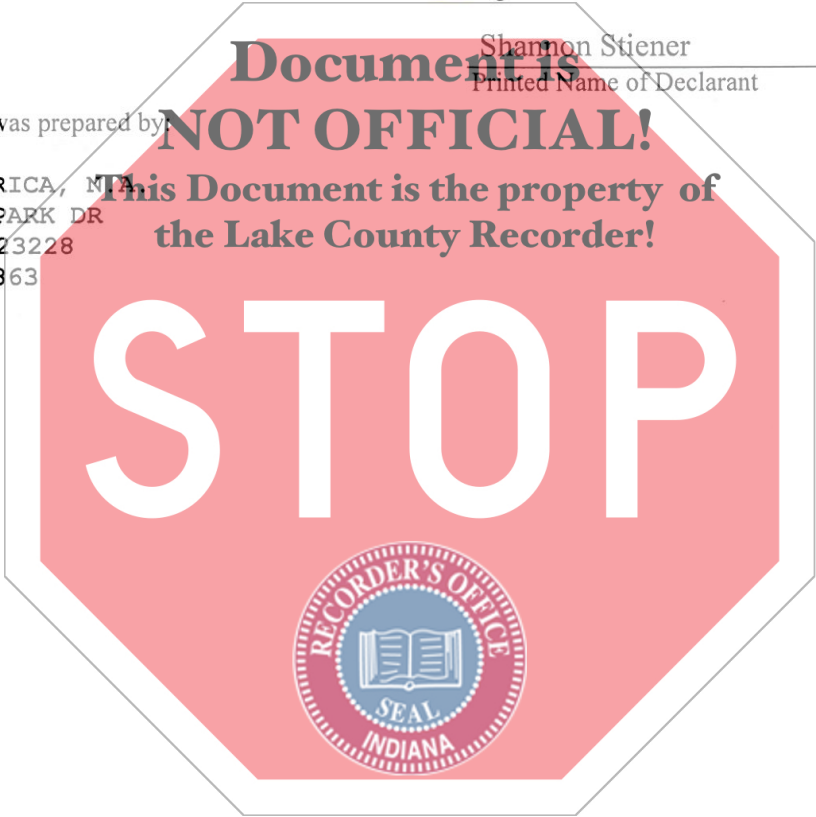 Shannon Stiener
Document is
Printed Name of Declarant
was prepared by:
NOT OFFICIAL!
RICA, N.A.
This Document is the property of
PARK DR
the Lake County Recorder!
23228
863
STOP
RECORDER'S OFFICE
SEAL
INDIANA